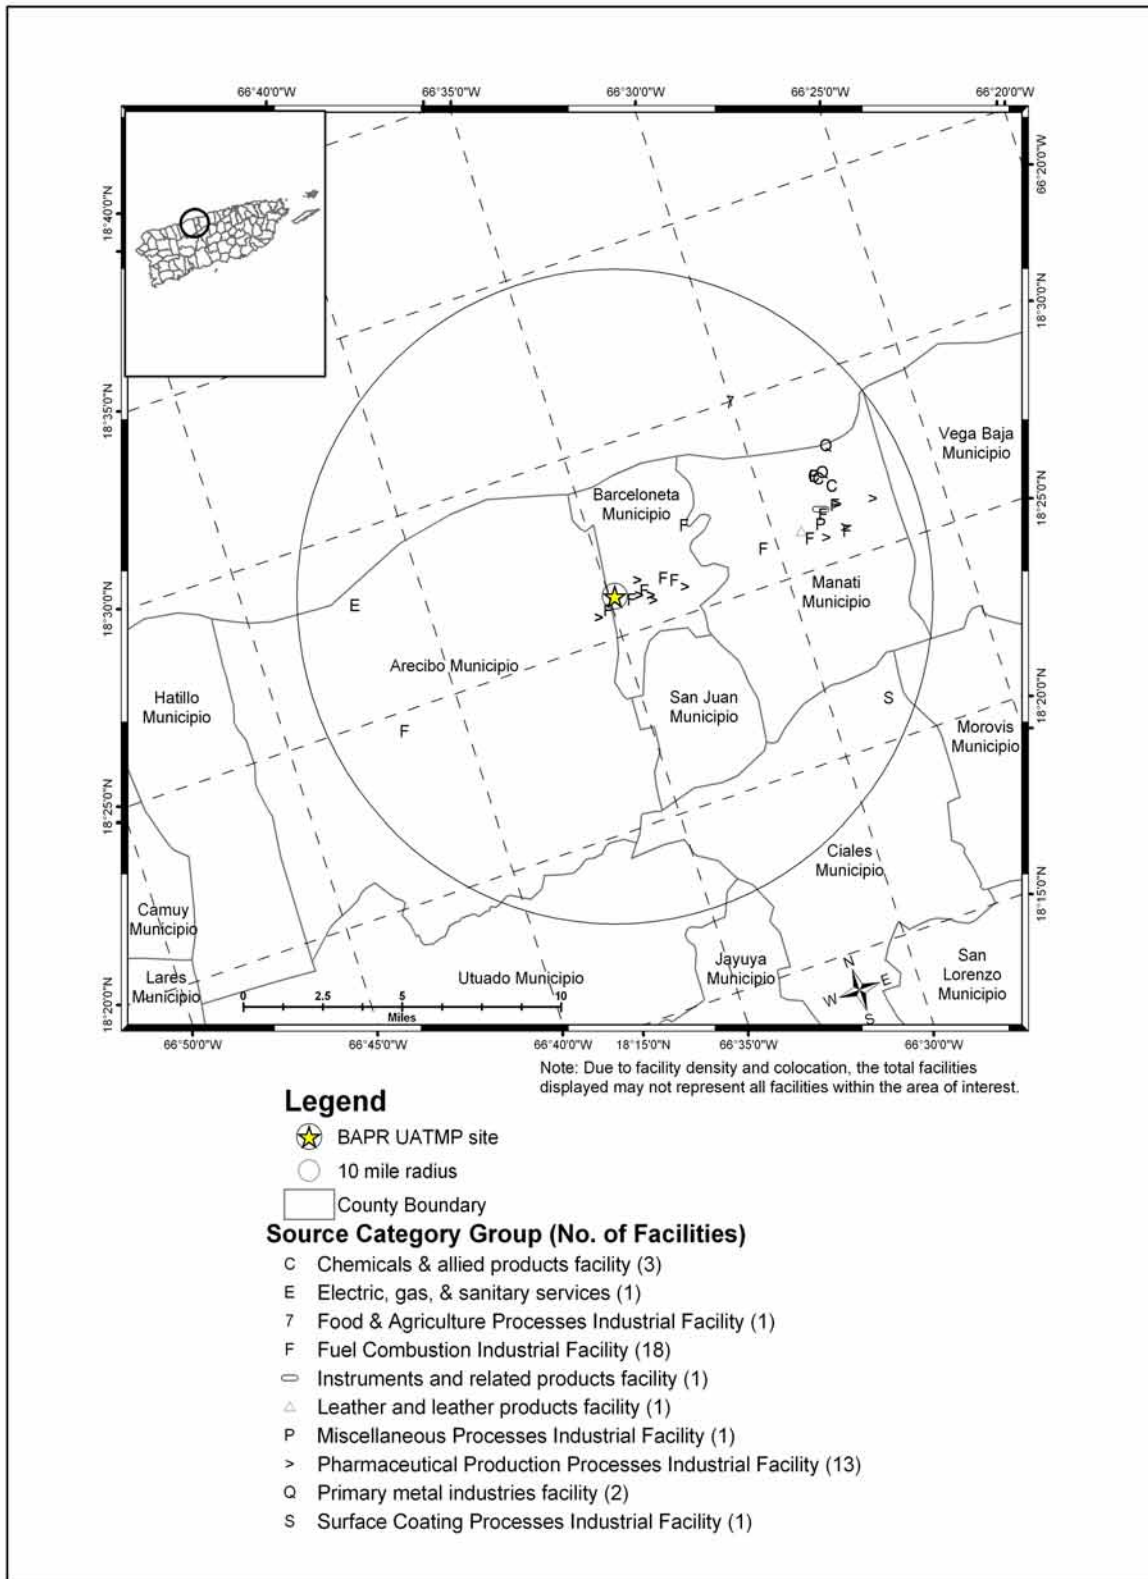 66°40'0"W 66°35'0"W 66°30'0"W 66°25'0"W 66°20'0"W
66°20'0"W
18°40'0"N
18°30'0"N
18°35'0"N
7
Vega Baja
Municipio
Q
Q
C
C
Barceloneta
Municipio
18°25'0"N
F
>
F
P
F
>
F
Manati
Municipio
>
F
F
>
18°30'0"N
E
>
Arecibo Municipio
Hatillo
Municipio
San Juan
Municipio
S
18°20'0"N
Morovis
Municipio
F
18°25'0"N
Ciales
Municipio
18°15'0"N
Camuy
Municipio
Lares
Municipio
Utuado Municipio
Jayuya
Municipio
San
Lorenzo
Municipio
N
W E
S
0 2.5 5 10
Miles
18°20'0"N
66°50'0"W 66°45'0"W 66°40'0"W 18°15'0"N 66°35'0"W 66°30'0"W
Note: Due to facility density and colocation, the total facilities
displayed may not represent all facilities within the area of interest.
Legend
BAPR UATMP site
10 mile radius
County Boundary
Source Category Group (No. of Facilities)
C Chemicals & allied products facility (3)
E Electric, gas, & sanitary services (1)
7 Food & Agriculture Processes Industrial Facility (1)
F Fuel Combustion Industrial Facility (18)
Instruments and related products facility (1)
Leather and leather products facility (1)
P Miscellaneous Processes Industrial Facility (1)
> Pharmaceutical Production Processes Industrial Facility (13)
Q Primary metal industries facility (2)
S Surface Coating Processes Industrial Facility (1)